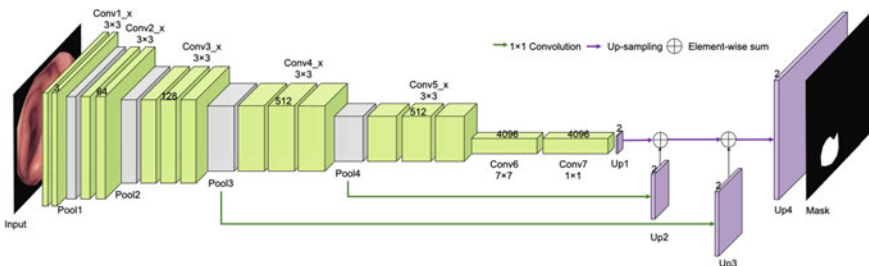 Conv1_x
3×3
Conv2_x
3×3
Conv3_x
3×3
Conv4_x
3×3
Conv5_x
3×3
1×1 Convolution
Up-sampling
Element-wise sum
3
64
128
512
512
4096
4096
2
2
2
2
Conv6
7×7
Conv7
1×1
Up1
Input
Pool1
Pool2
Pool3
Pool4
Up2
Up3
Up4
Mask